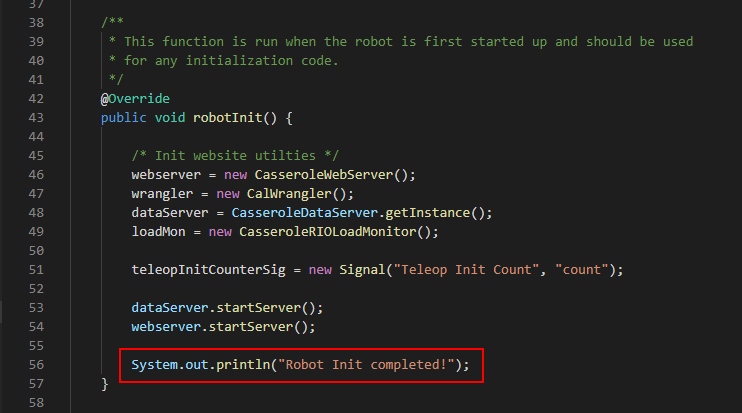 37
38 /**
39 * This function is run when the robot is first started up and should be used
40 * for any initialization code.
41 */
42 @Override
43 public void robotInit() {
44
45 /* Init website utilties */
46 webserver = new CasseroleWebServer();
47 wrangler = new CalWrangler();
48 dataServer = CasseroleDataServer.getInstance();
49 loadMon = new CasseroleRIOLoadMonitor();
50
51 teleopInitCounterSig = new Signal("Teleop Init Count", "count");
52
53 dataServer.startServer();
54 webserver.startServer();
55
56 System.out.println("Robot Init completed!");
57 }
58